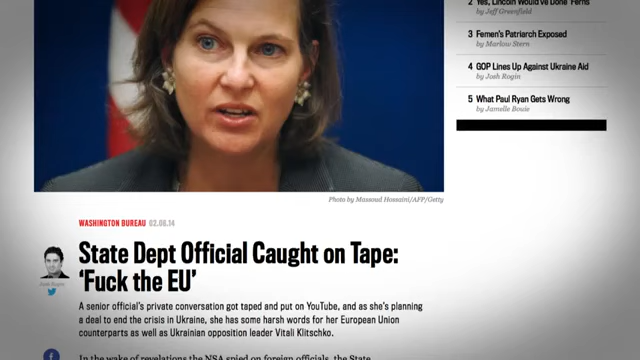 2 Yes, Lincoln Would've Done 'Ferns'
by Jeff Greenfield
3 Femen's Patriarch Exposed
by Marlow Stern
4 GOP Lines Up Against Ukraine Aid
by Josh Rogin
5 What Paul Ryan Gets Wrong
by Jamelle Bouie
Photo by Massoud Hossaini/AFP/Getty
WASHINGTON BUREAU 02.06.14
State Dept Official Caught on Tape:
‘Fuck the EU’
Josh Rogin
A senior official's private conversation got taped and put on YouTube, and as she's planning
a deal to end the crisis in Ukraine, she has some harsh words for her European Union
counterparts as well as Ukrainian opposition leader Vitali Klitschko.
In the wake of revelations the NSA spied on foreign officials, the State